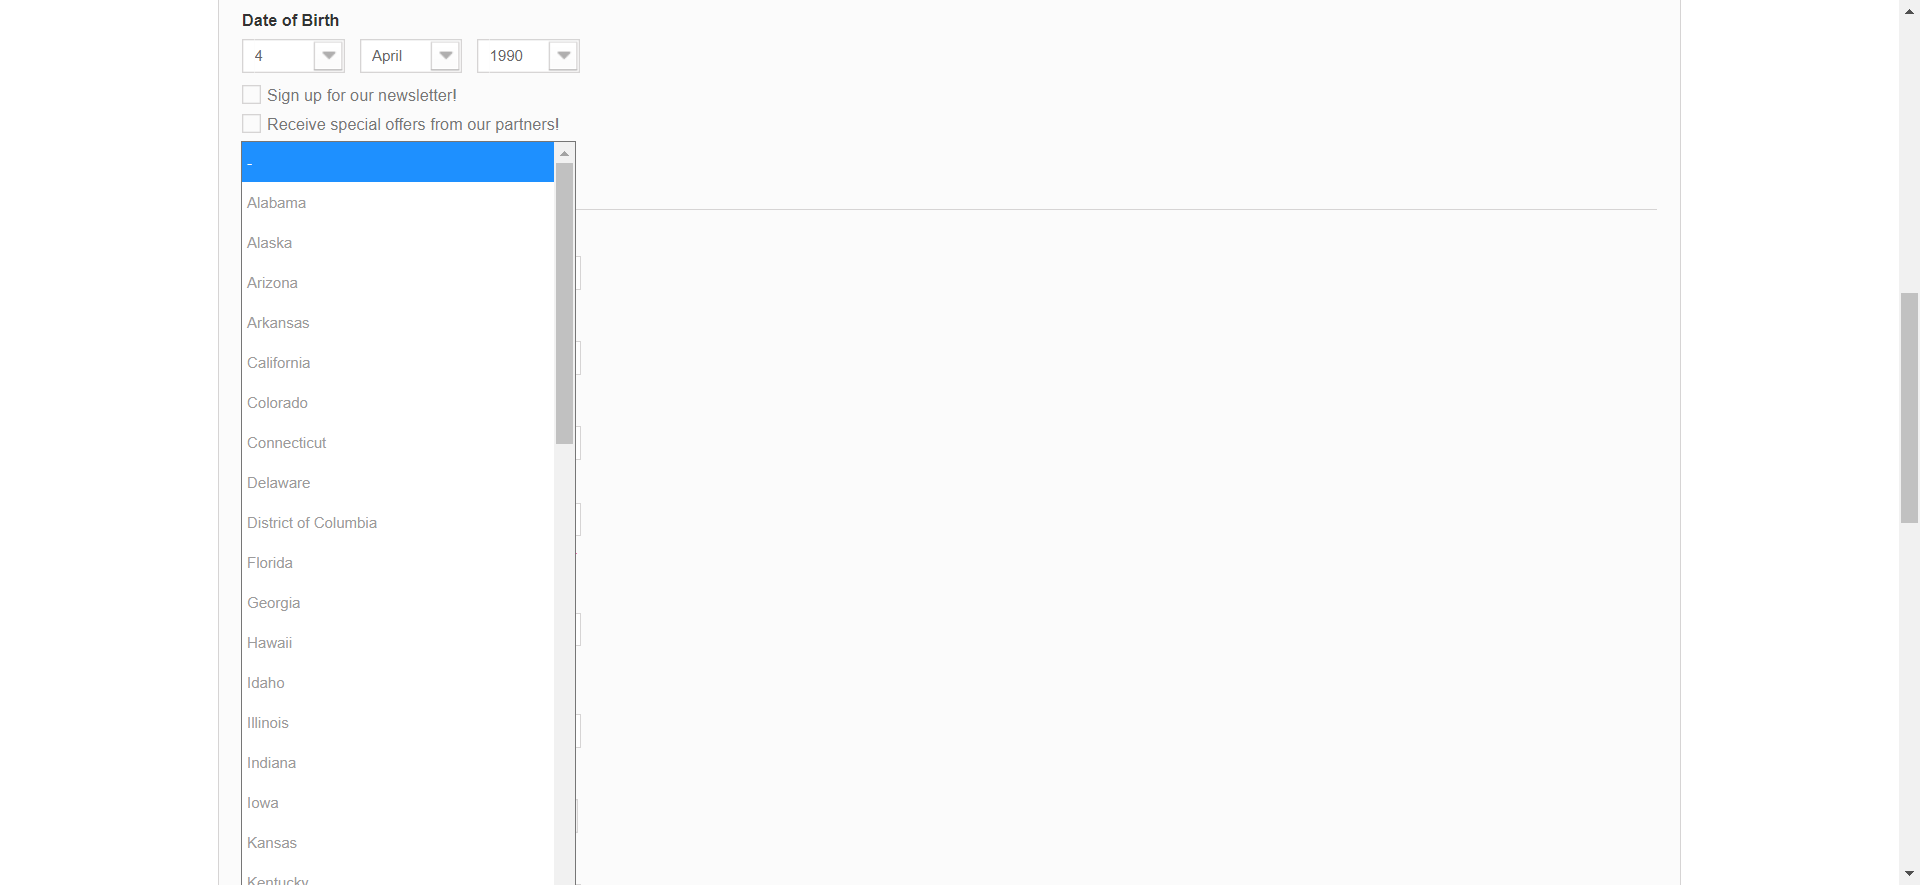 Date of Birth
4 April 1990
Sign up for our newsletter!
Receive special offers from our partners!
-
Alabama
Alaska
Arizona
Arkansas
California
Colorado
Connecticut
Delaware
District of Columbia
Florida
Georgia
Hawaii
Idaho
Illinois
Indiana
Iowa
Kansas
Kentucky